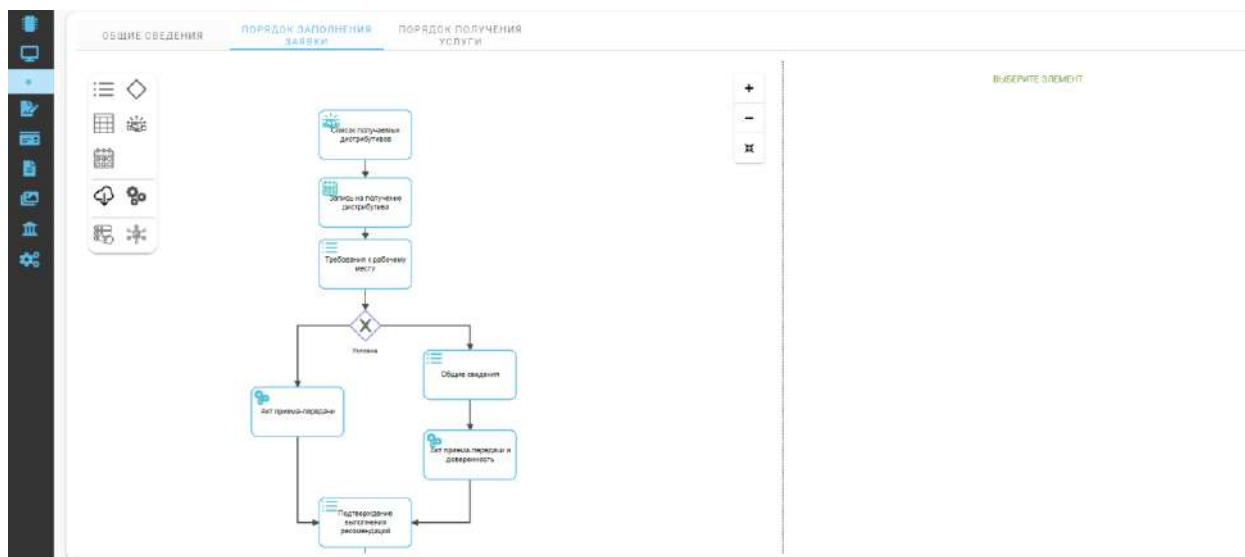 ОБЩИЕ СВЕДЕНИЯ
ПОРЯДОК ЗАПОЛНЕНИЯ
ЗАЯВКИ
ПОРЯДОК ПОЛУЧЕНИЯ
УСЛУГИ
ВЫБЕРИТЕ ЭЛЕМЕНТ
Список получаемых
дистрибутивов
Запись на получение
дистрибутива
Требования к рабочему
месту
Условие
Общие сведения
Акт приема-передачи
Акт приема-передачи и
доверенность
Подтверждение
выполнения
рекомендаций